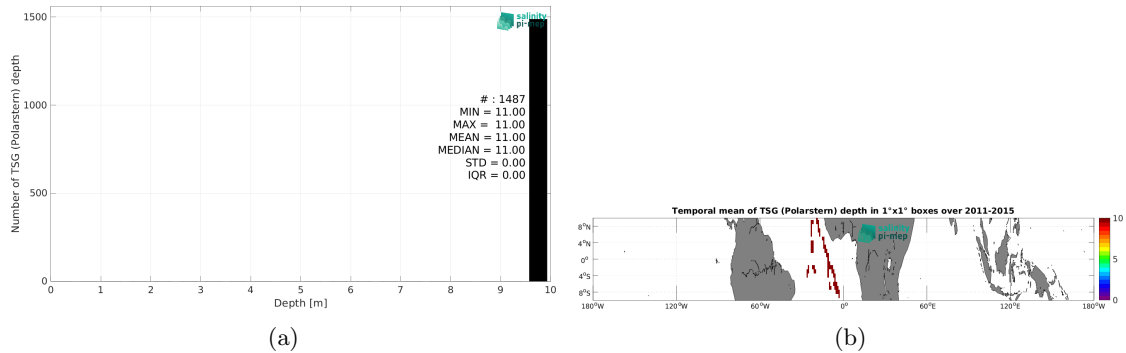 salinity
pi-mep
1500
1000
500
0
Number of TSG (Polarstern) depth
# : 1487
MIN = 11.00
MAX = 11.00
MEAN = 11.00
MEDIAN = 11.00
STD = 0.00
IQR = 0.00
0 1 2 3 4 5 6 7 8 9 10
Depth [m]
(a)
Temporal mean of TSG (Polarstern) depth in 1°x1° boxes over 2011-2015
salinity
pi-mep
8°N
4°N
0°
4°S
8°S
180°W 120°W 60°W 0° 60°E 120°E 180°W
10
5
0
(b)